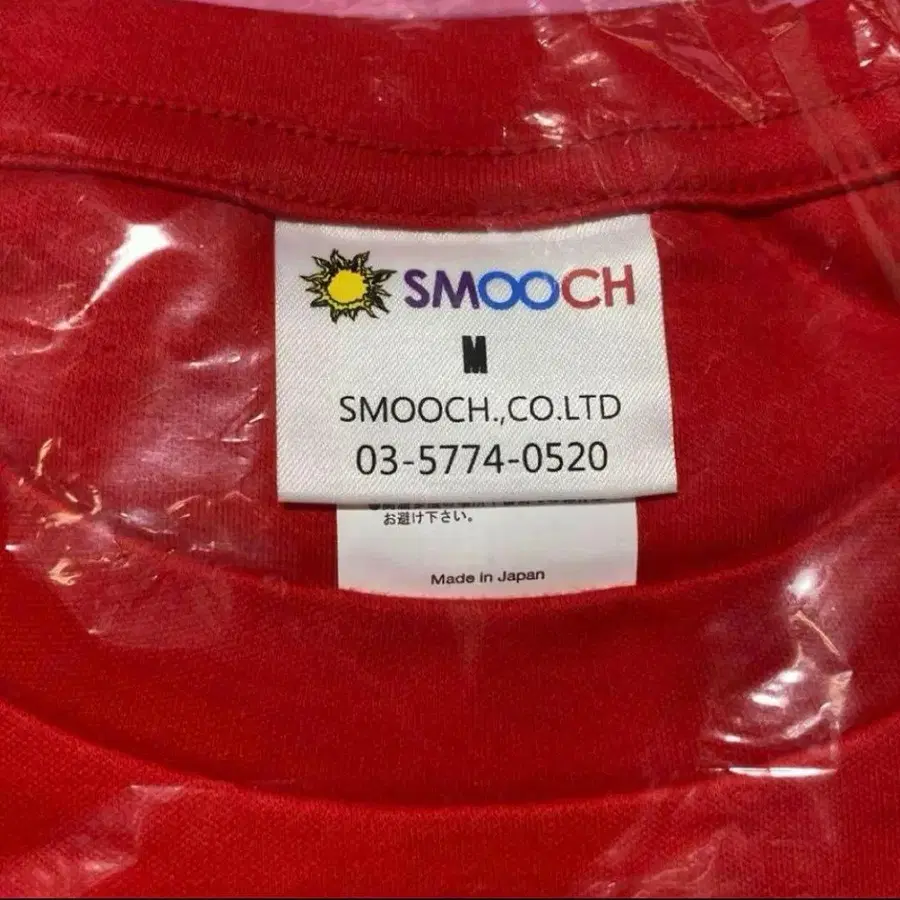 SMOOCH
M
SMOOCH.,CO.LTD
03-5774-0520
お避け下さい。
Made in Japan